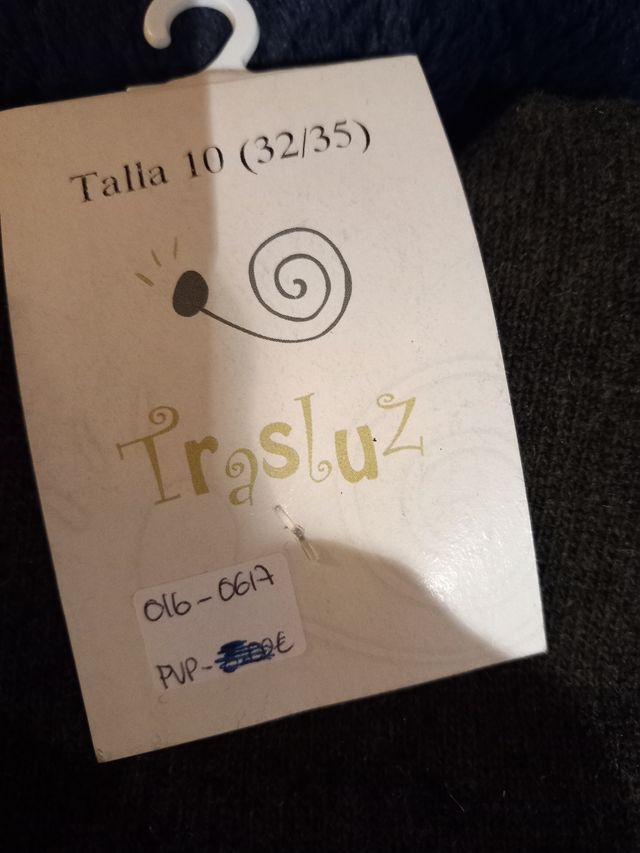 Talla 10 (32/35)
Trasluz
016-0617
PVP-